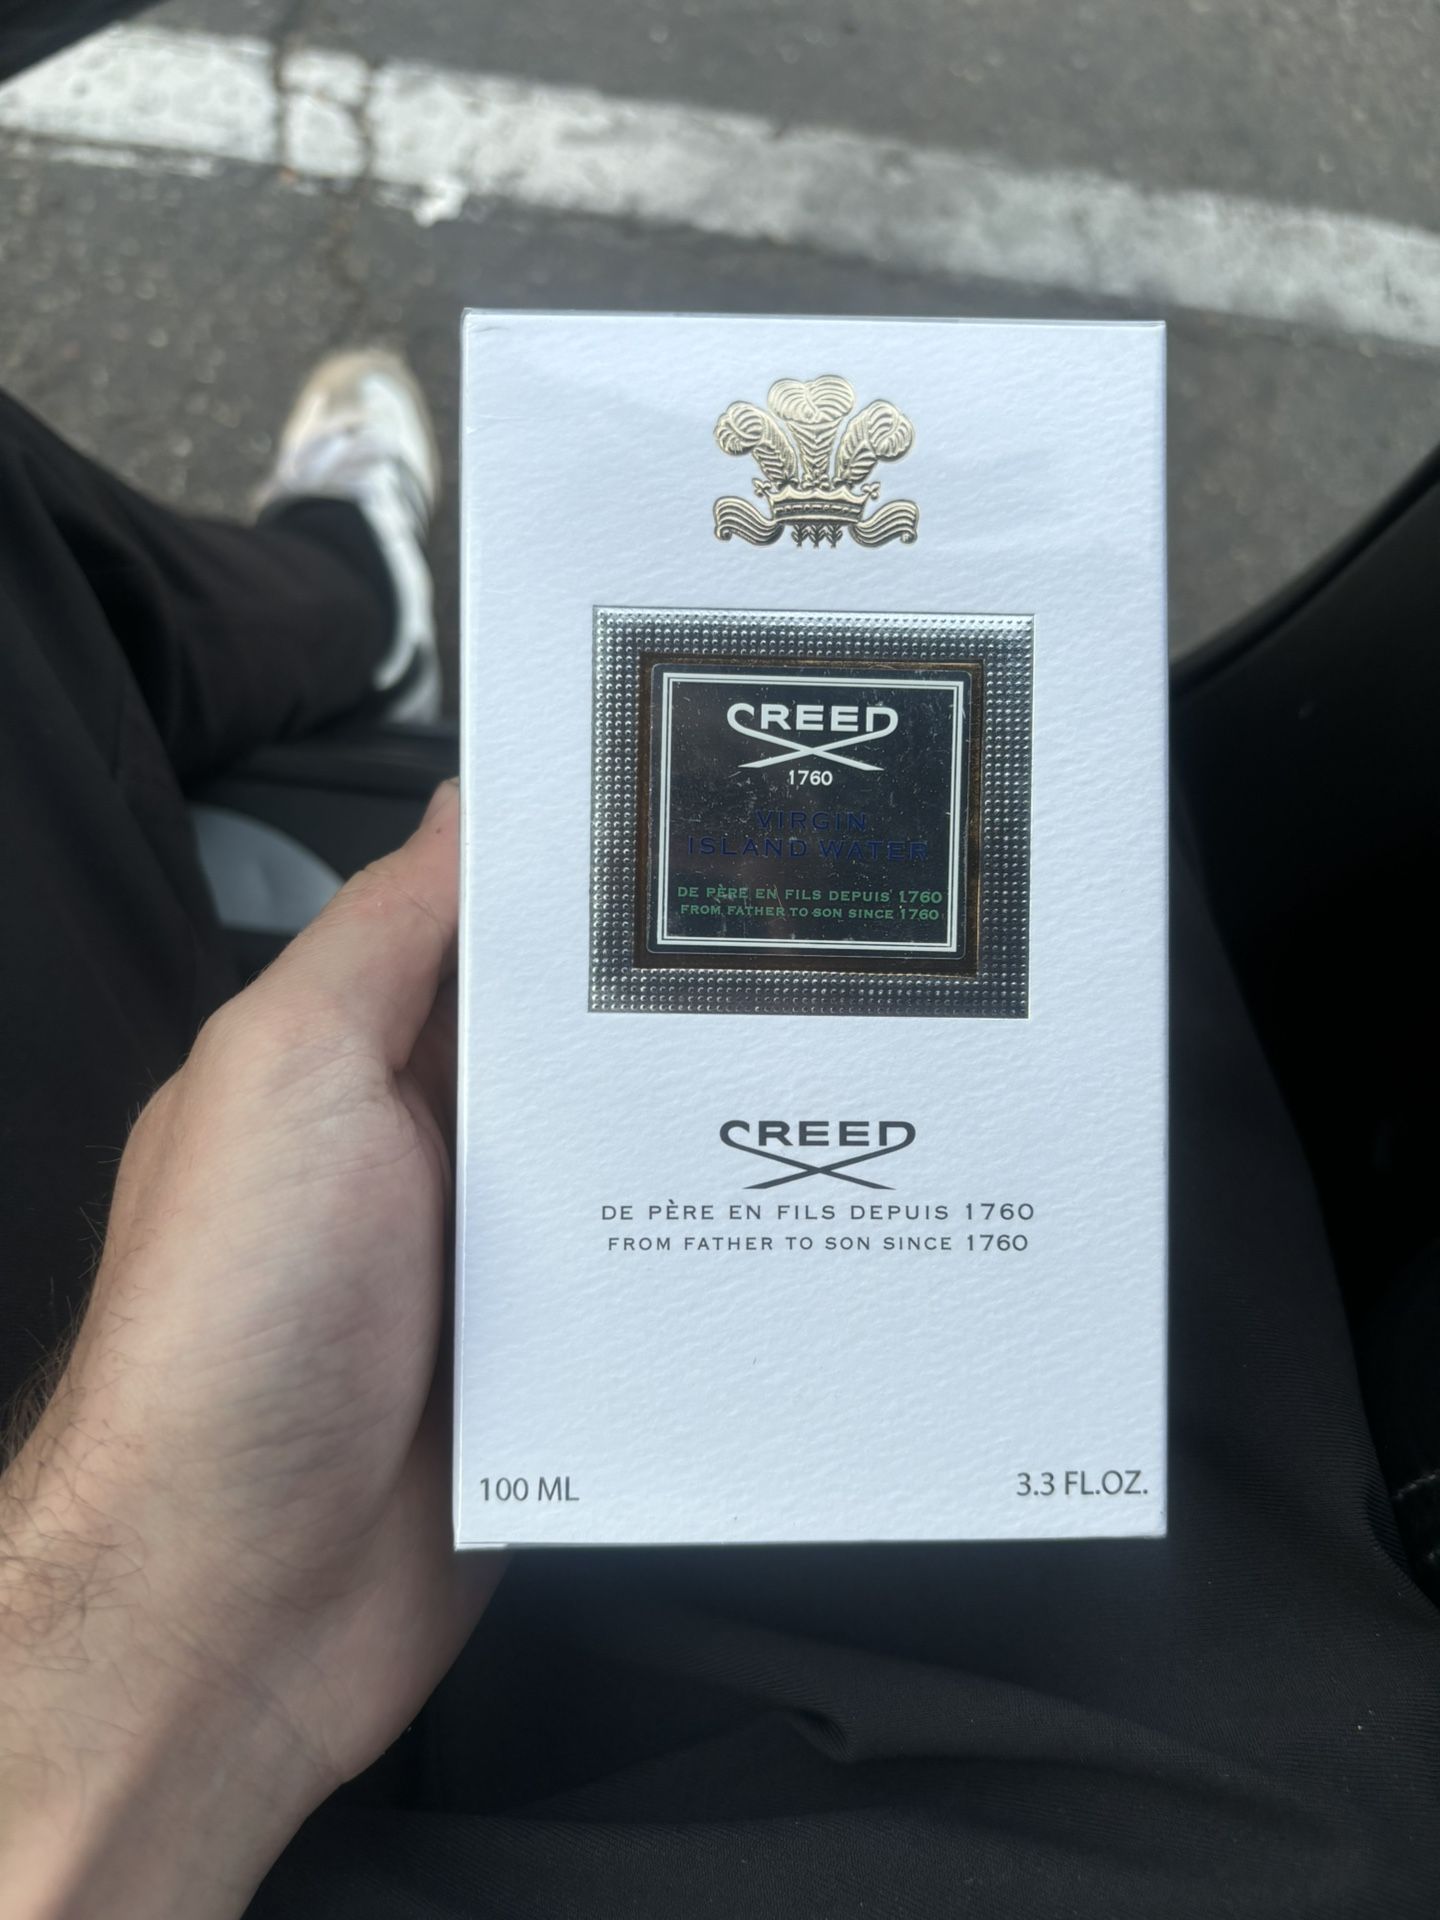 CREED
1760
VIRGIN
ISLAND WATER
DE PÈRE EN FILS DEPUIS 1760
FROM FATHER TO SON SINCE 1760
CREED
DE PÈRE EN FILS DEPUIS 1760
FROM FATHER TO SON SINCE 1760
100 ML
3.3 FL.OZ.